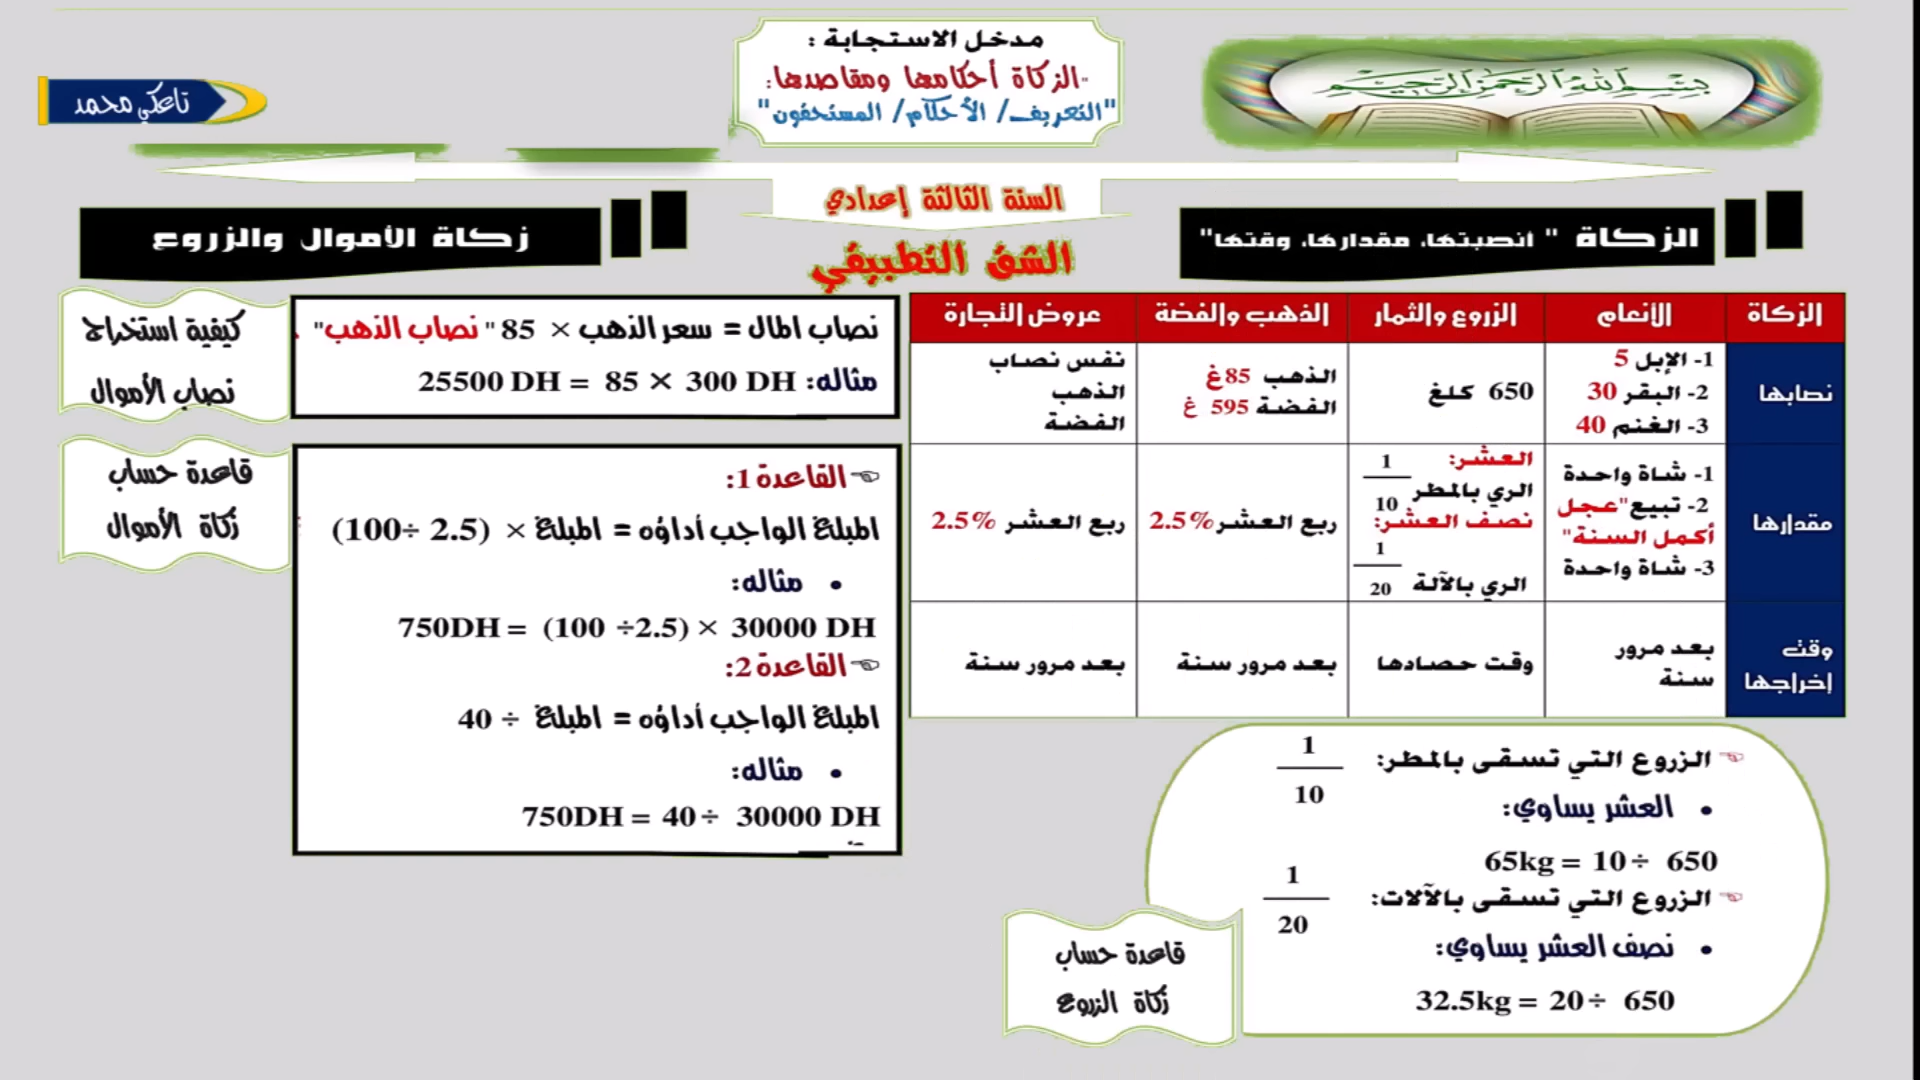 مدخل الاستجابة :
-الزكاة أحكامها ومقاصدها:
"التعريف/ الأحكام/ المستحقون"
بسم الله الرحمن الرحيم
تاعكي محمد
السنة الثالثة إعدادي
الشق التطبيقي
الزكاة " أنصبتها، مقدارها، وقتها"
زكاة الأموال والزروع
الزكاة
الأنعام
الزروع والثمار
الذهب والفضة
عروض التجارة
نصابها
1- الإبل 5
2- البقر 30
3- الغنم 40
650 كلغ
الذهب 85غ
الفضة 595 غ
نفس نصاب
الذهب
الفضة
مقدارها
1- شاة واحدة
2- تبيع"عجل
أكمل السنة"
3- شاة واحدة
العشر:
الري بالمطر
1
10
نصف العشر:
1
20
الري بالآلة
ربع العشر 2.5%
ربع العشر 2.5%
وقت
إخراجها
بعد مرور
سنة
وقت حصادها
بعد مرور سنة
بعد مرور سنة
كيفية استخراج
نصاب الأموال
نصاب المال = سعر الذهب × 85 " نصاب الذهب"
مثاله: 300 DH × 85 = 25500 DH
قاعدة حساب
زكاة الأموال
القاعدة 1:
المبلغ الواجب أداؤه = المبلغ × (2.5 ÷100)
• مثاله:
30000 DH × (2.5÷ 100) = 750DH
القاعدة 2:
المبلغ الواجب أداؤه = المبلغ ÷ 40
• مثاله:
30000 DH ÷ 40 = 750DH
الزروع التي تسقى بالمطر:
1
10
• العشر يساوي:
650 ÷ 10 = 65kg
الزروع التي تسقى بالآلات:
1
20
• نصف العشر يساوي:
650 ÷ 20 = 32.5kg
قاعدة حساب
زكاة الزروع